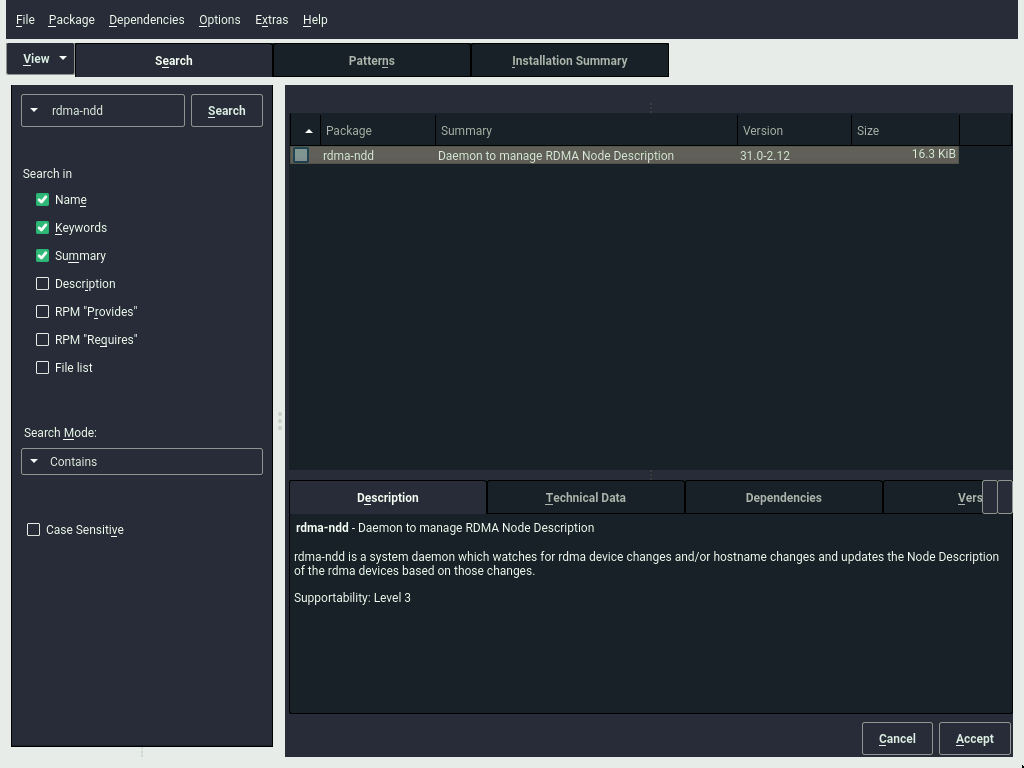 File Package Dependencies Options Extras Help
View Search Patterns Installation Summary
rdma-ndd Search
Search in
Name
Keywords
Summary
Description
RPM "Provides"
RPM "Requires"
File list
Search Mode:
Contains
Case Sensitive
Package Summary Version Size
rdma-ndd Daemon to manage RDMA Node Description 31.0-2.12 16.3 KiB
Description Technical Data Dependencies Vers
rdma-ndd - Daemon to manage RDMA Node Description
rdma-ndd is a system daemon which watches for rdma device changes and/or hostname changes and updates the Node Description
of the rdma devices based on those changes.
Supportability: Level 3
Cancel Accept